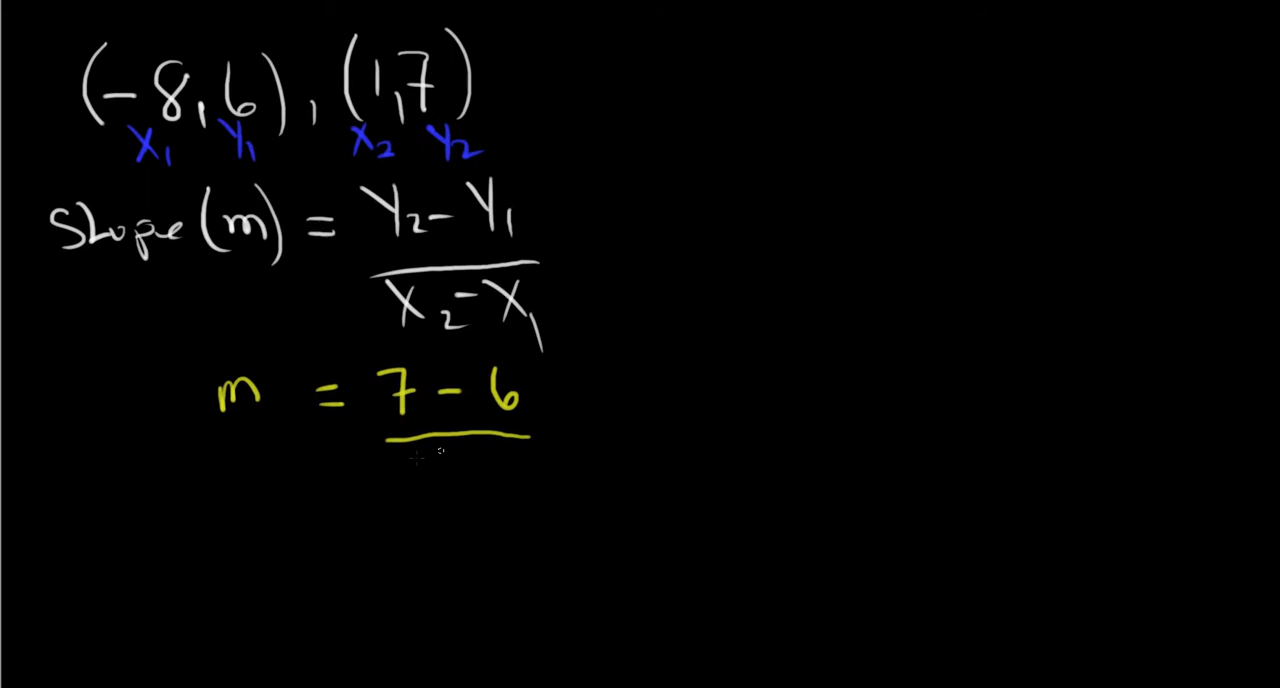 (-8,6), (1,7)
X₁ Y₁ X₂ Y₂
Slope (m) = Y₂ - Y₁
X₂ - X₁
m = 7 - 6